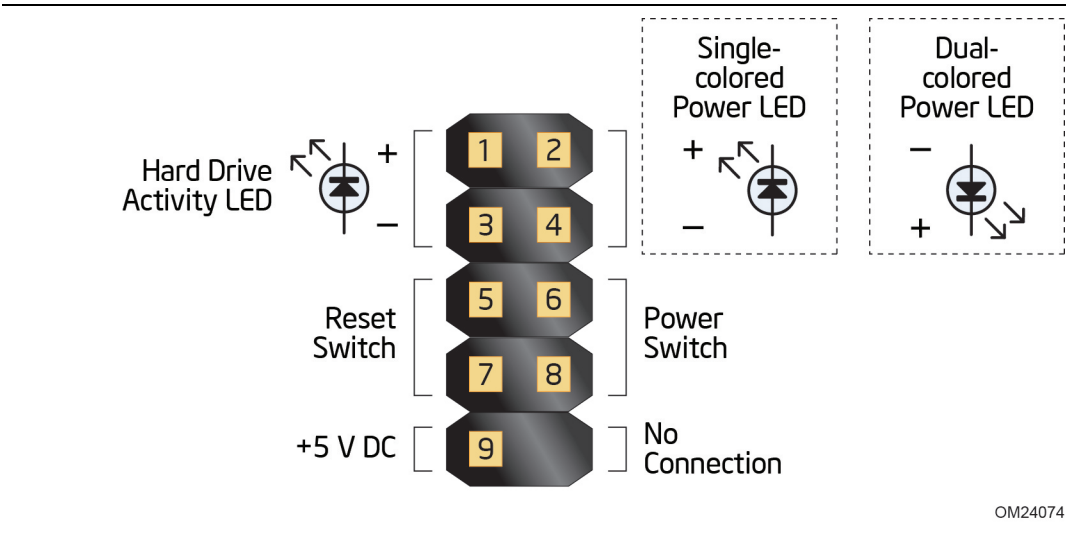 Single-
colored
Power LED
Dual-
colored
Power LED
Hard Drive
Activity LED
+
−
1 2
3 4
+
−
−
+
Reset
Switch
5 6
7 8
Power
Switch
+5 V DC
9
No
Connection
OM24074